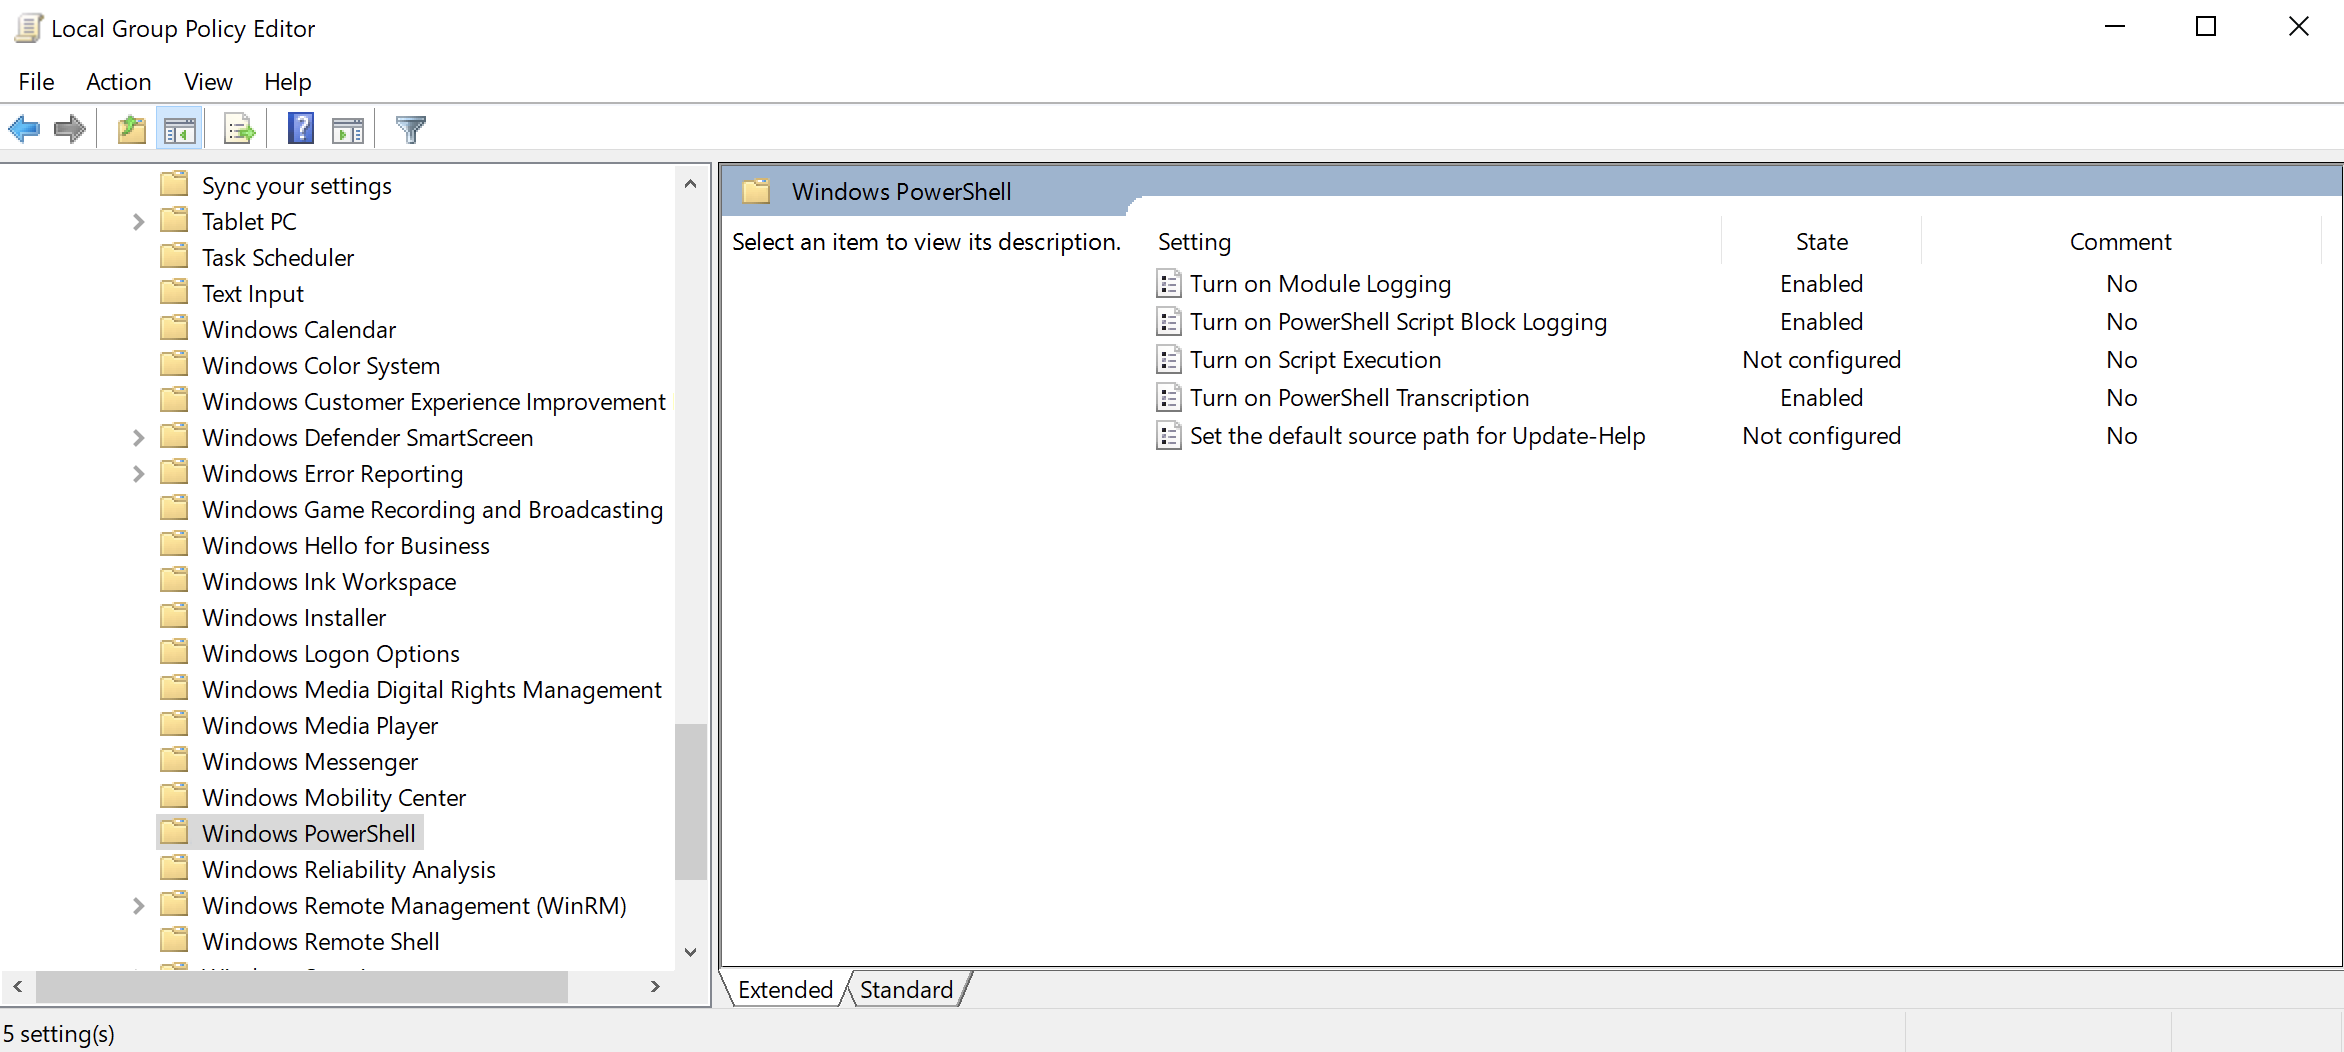 Local Group Policy Editor
File Action View Help
Sync your settings
Tablet PC
Task Scheduler
Text Input
Windows Calendar
Windows Color System
Windows Customer Experience Improvement
Windows Defender SmartScreen
Windows Error Reporting
Windows Game Recording and Broadcasting
Windows Hello for Business
Windows Ink Workspace
Windows Installer
Windows Logon Options
Windows Media Digital Rights Management
Windows Media Player
Windows Messenger
Windows Mobility Center
Windows PowerShell
Windows Reliability Analysis
Windows Remote Management (WinRM)
Windows Remote Shell
Windows PowerShell
Select an item to view its description.
Setting State Comment
Turn on Module Logging Enabled No
Turn on PowerShell Script Block Logging Enabled No
Turn on Script Execution Not configured No
Turn on PowerShell Transcription Enabled No
Set the default source path for Update-Help Not configured No
Extended Standard
5 setting(s)